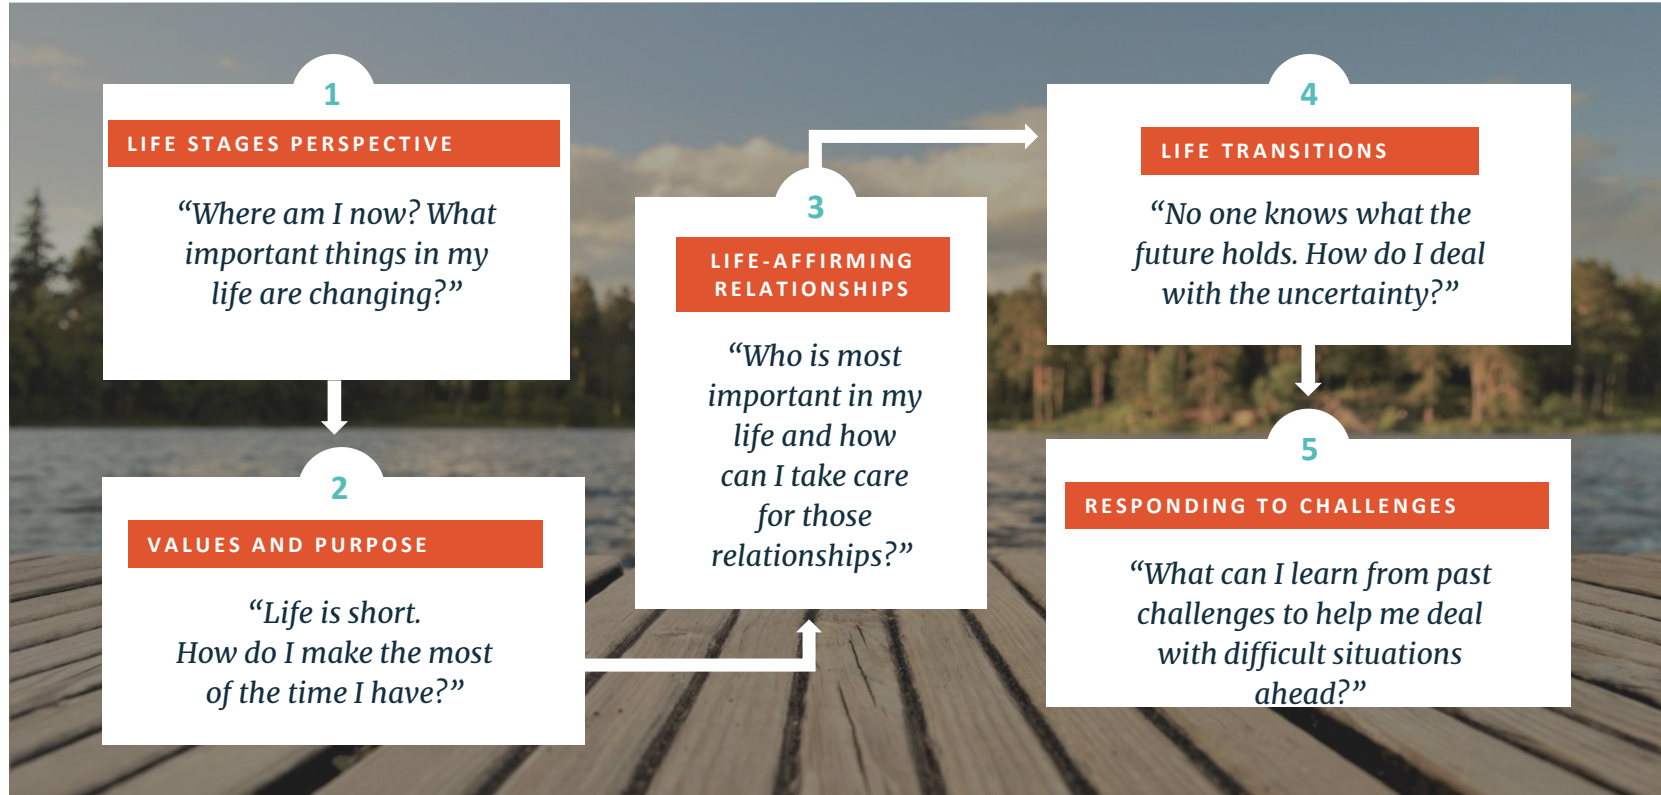 1
LIFE STAGES PERSPECTIVE
“Where am I now? What
important things in my
life are changing?”
2
VALUES AND PURPOSE
“Life is short.
How do I make the most
of the time I have?”
3
LIFE-AFFIRMING
RELATIONSHIPS
“Who is most
important in my
life and how
can I take care
for those
relationships?”
4
LIFE TRANSITIONS
“No one knows what the
future holds. How do I deal
with the uncertainty?”
5
RESPONDING TO CHALLENGES
“What can I learn from past
challenges to help me deal
with difficult situations
ahead?”